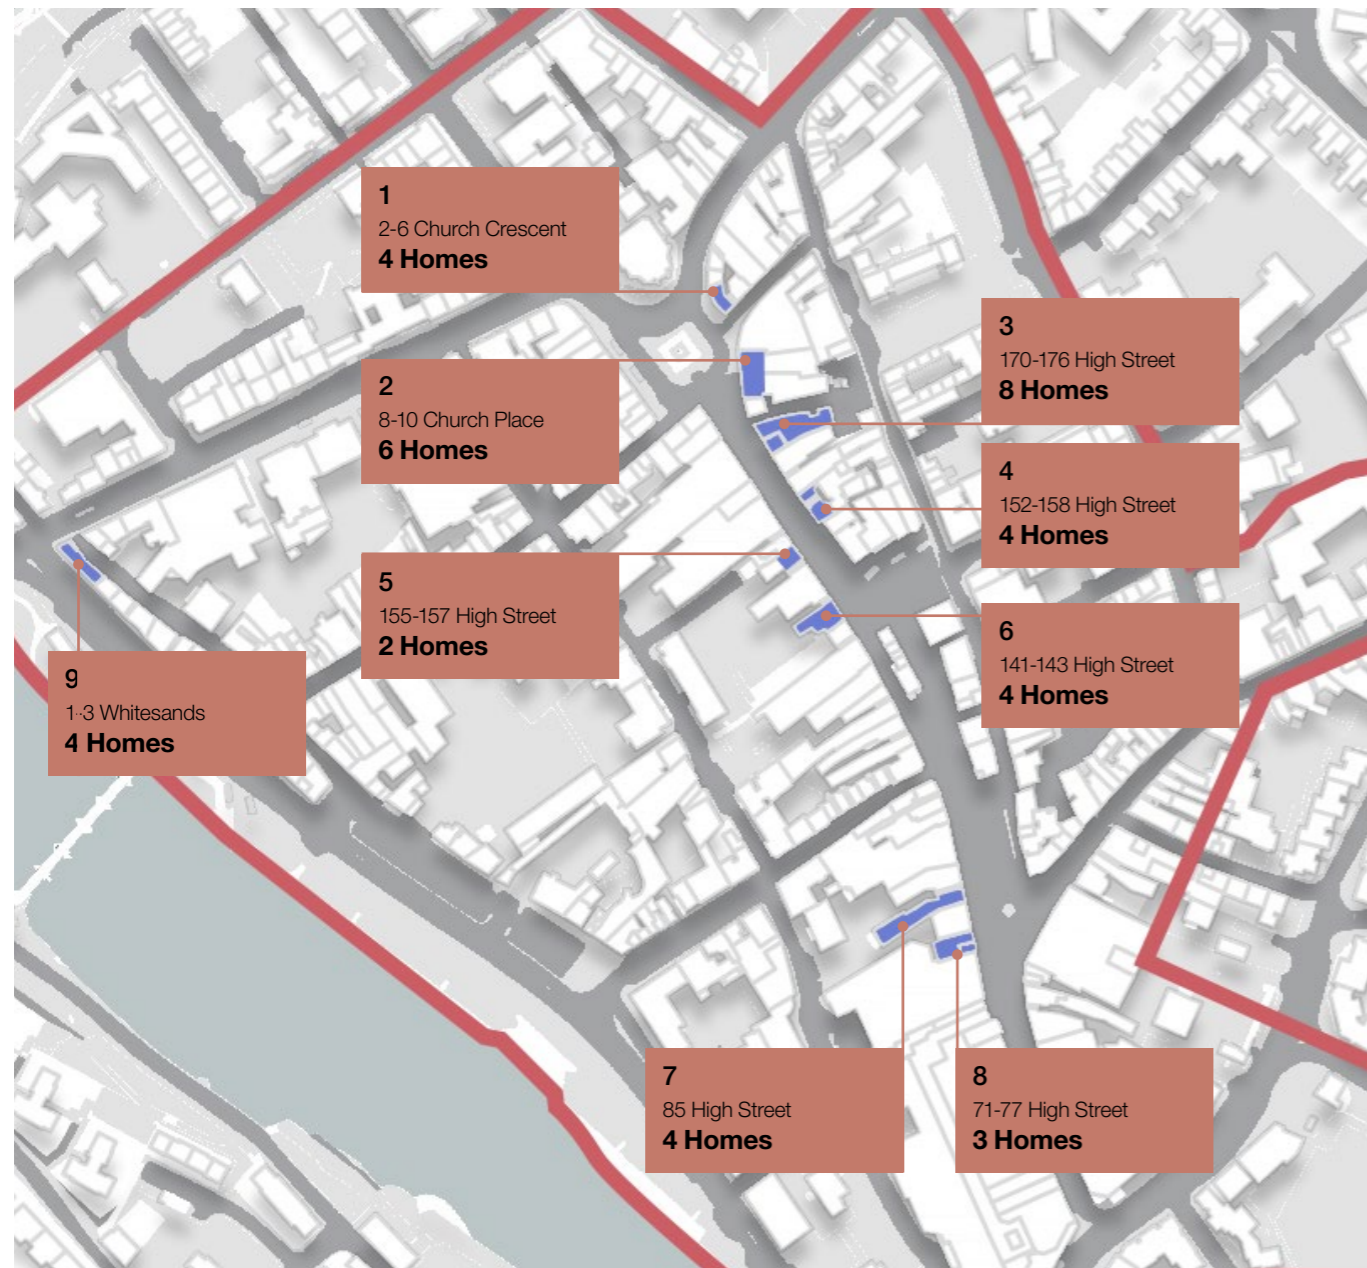 1
2-6 Church Crescent
4 Homes
2
8-10 Church Place
6 Homes
3
170-176 High Street
8 Homes
4
152-158 High Street
4 Homes
5
155-157 High Street
2 Homes
6
141-143 High Street
4 Homes
9
1-3 Whitesands
4 Homes
7
85 High Street
4 Homes
8
71-77 High Street
3 Homes